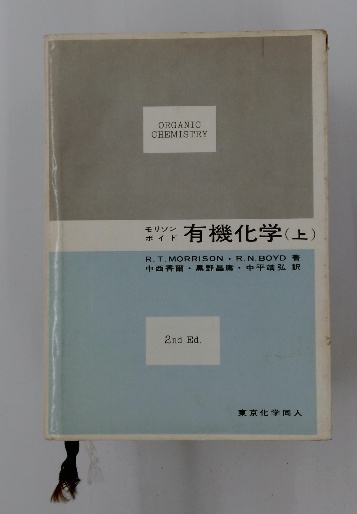 ORGANIC
CHEMISTRY
モリソン
ボイド
有機化学(上)
R.T.MORRISON・R.N.BOYD 著
中西香爾・黒野昌庸・中平靖弘 訳
2nd Ed.
東京化学同人